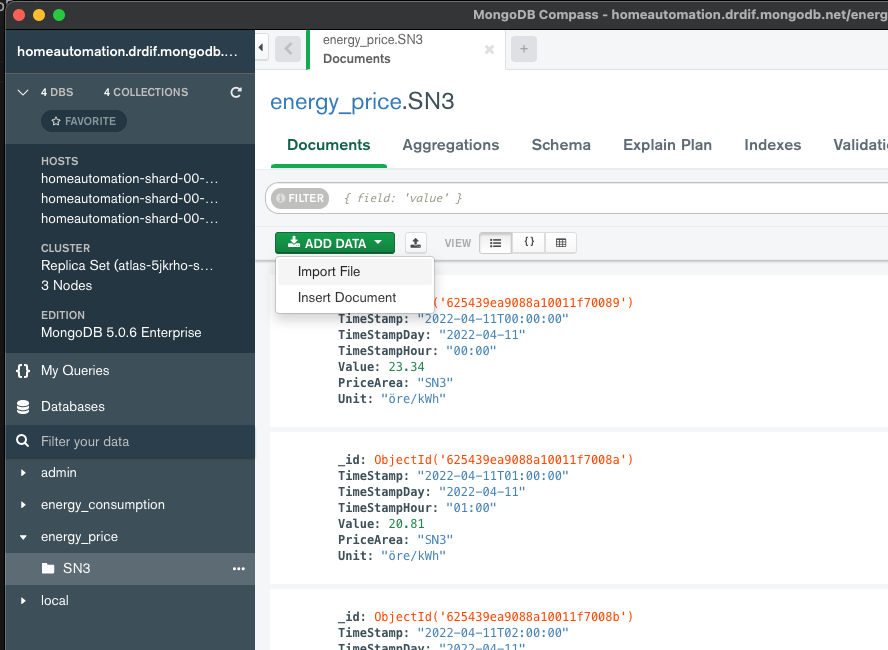 MongoDB Compass - homeautomation.drdif.mongodb.net/energ
homeautomation.drdif.mongodb....
4 DBS 4 COLLECTIONS
FAVORITE
HOSTS
homeautomation-shard-00-...
homeautomation-shard-00-...
homeautomation-shard-00-...
CLUSTER
Replica Set (atlas-5jkrho-s...
3 Nodes
EDITION
MongoDB 5.0.6 Enterprise
My Queries
Databases
Filter your data
admin
energy_consumption
energy_price
SN3
local
energy_price.SN3
Documents
energy_price.SN3
Documents Aggregations Schema Explain Plan Indexes Validati
FILTER { field: 'value' }
ADD DATA VIEW
Import File
Insert Document
('625439ea9088a10011f70089')
TimeStamp: "2022-04-11T00:00:00"
TimeStampDay: "2022-04-11"
TimeStampHour: "00:00"
Value: 23.34
PriceArea: "SN3"
Unit: "öre/kWh"
_id: ObjectId('625439ea9088a10011f7008a')
TimeStamp: "2022-04-11T01:00:00"
TimeStampDay: "2022-04-11"
TimeStampHour: "01:00"
Value: 20.81
PriceArea: "SN3"
Unit: "öre/kWh"
_id: ObjectId('625439ea9088a10011f7008b')
TimeStamp: "2022-04-11T02:00:00"
TimeStampDay: "2022-04-11"